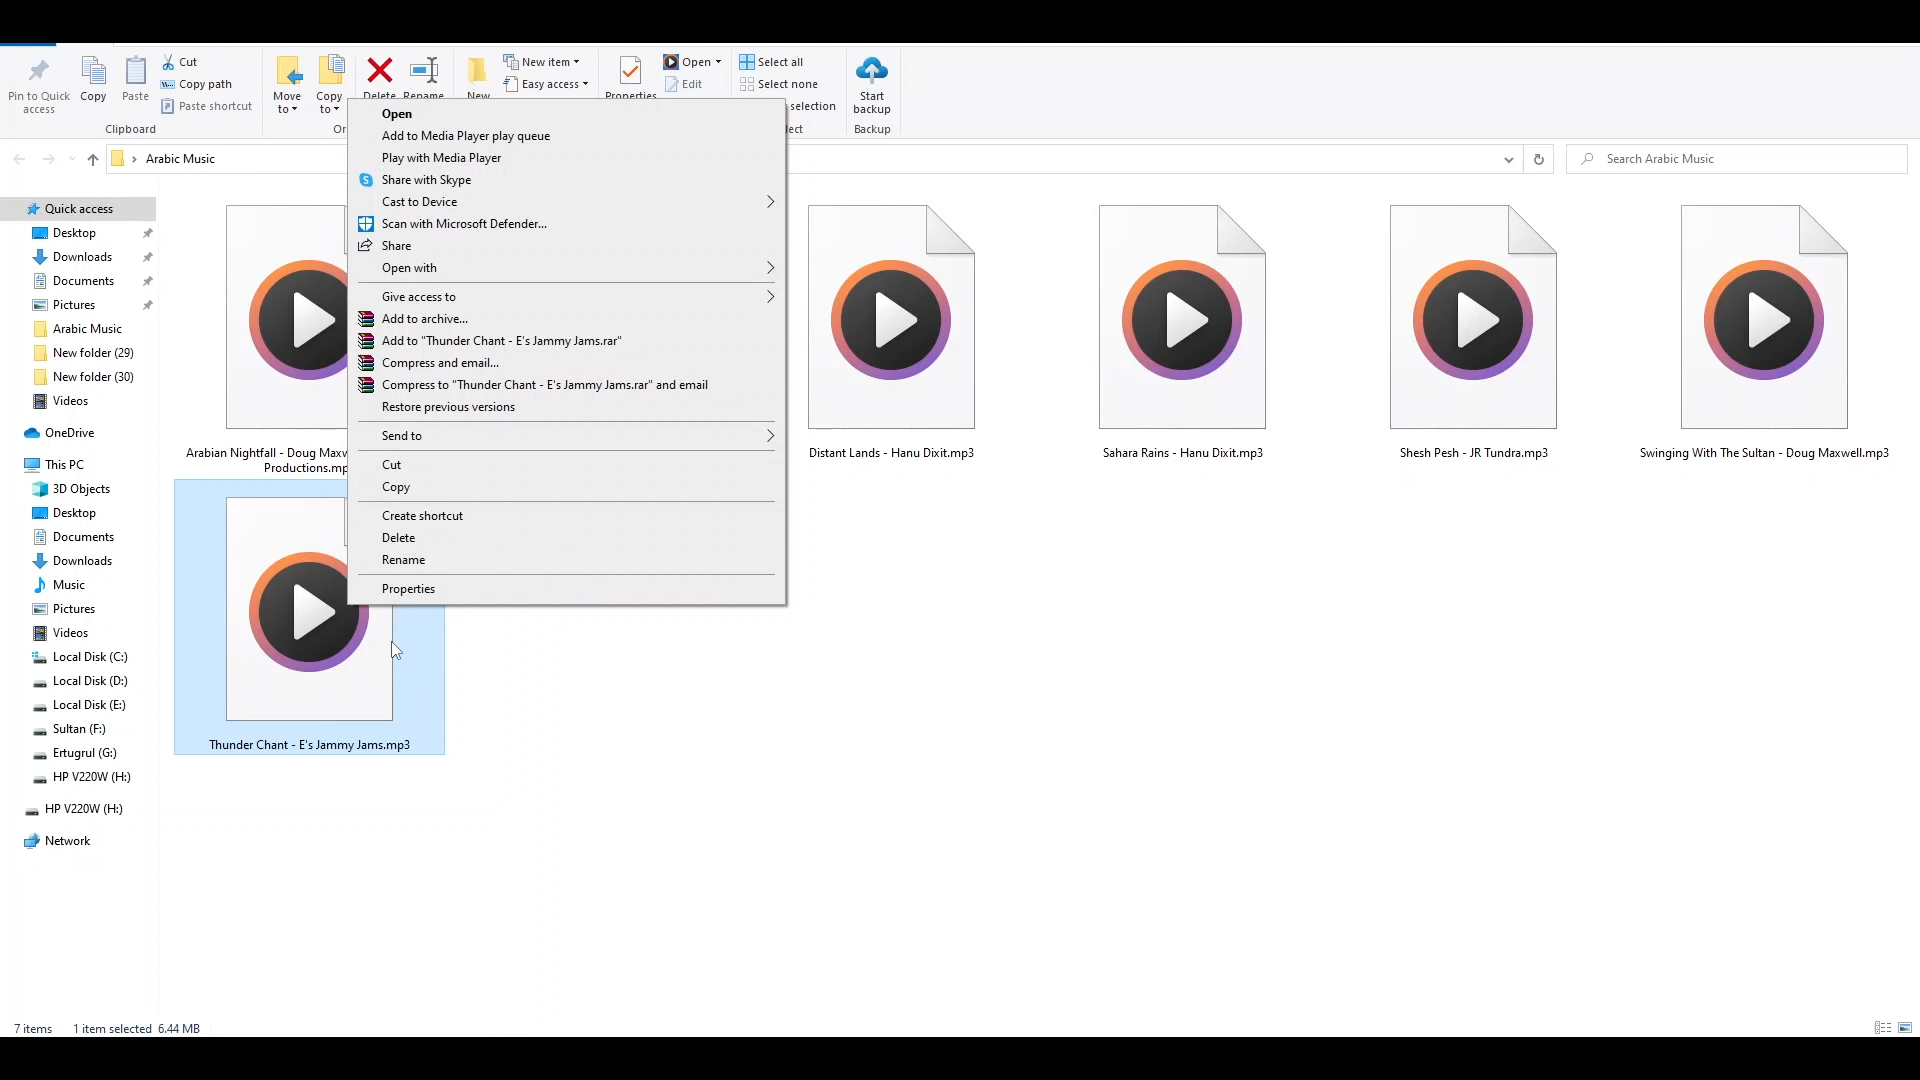 Pin to Quick
access
Copy
Paste
Cut
Copy path
Paste shortcut
Clipboard
Move
to
Copy
to
Delete
Rename
Or
New
New item
Easy access
Properties
Open
Edit
Select all
Select none
selection
lect
Start
backup
Backup
Arabic Music
Search Arabic Music
Quick access
Desktop
Downloads
Documents
Pictures
Arabic Music
New folder (29)
New folder (30)
Videos
OneDrive
This PC
3D Objects
Desktop
Documents
Downloads
Music
Pictures
Videos
Local Disk (C:)
Local Disk (D:)
Local Disk (E:)
Sultan (F:)
Ertugrul (G:)
HP V220W (H:)
HP V220W (H:)
Network
Open
Add to Media Player play queue
Play with Media Player
Share with Skype
Cast to Device
Scan with Microsoft Defender...
Share
Open with
Give access to
Add to archive...
Add to "Thunder Chant - E's Jammy Jams.rar"
Compress and email...
Compress to "Thunder Chant - E's Jammy Jams.rar" and email
Restore previous versions
Send to
Cut
Copy
Create shortcut
Delete
Rename
Properties
Arabian Nightfall - Doug Maxw
Productions.mp
Distant Lands - Hanu Dixit.mp3
Sahara Rains - Hanu Dixit.mp3
Shesh Pesh - JR Tundra.mp3
Swinging With The Sultan - Doug Maxwell.mp3
Thunder Chant - E's Jammy Jams.mp3
7 items
1 item selected 6.44 MB